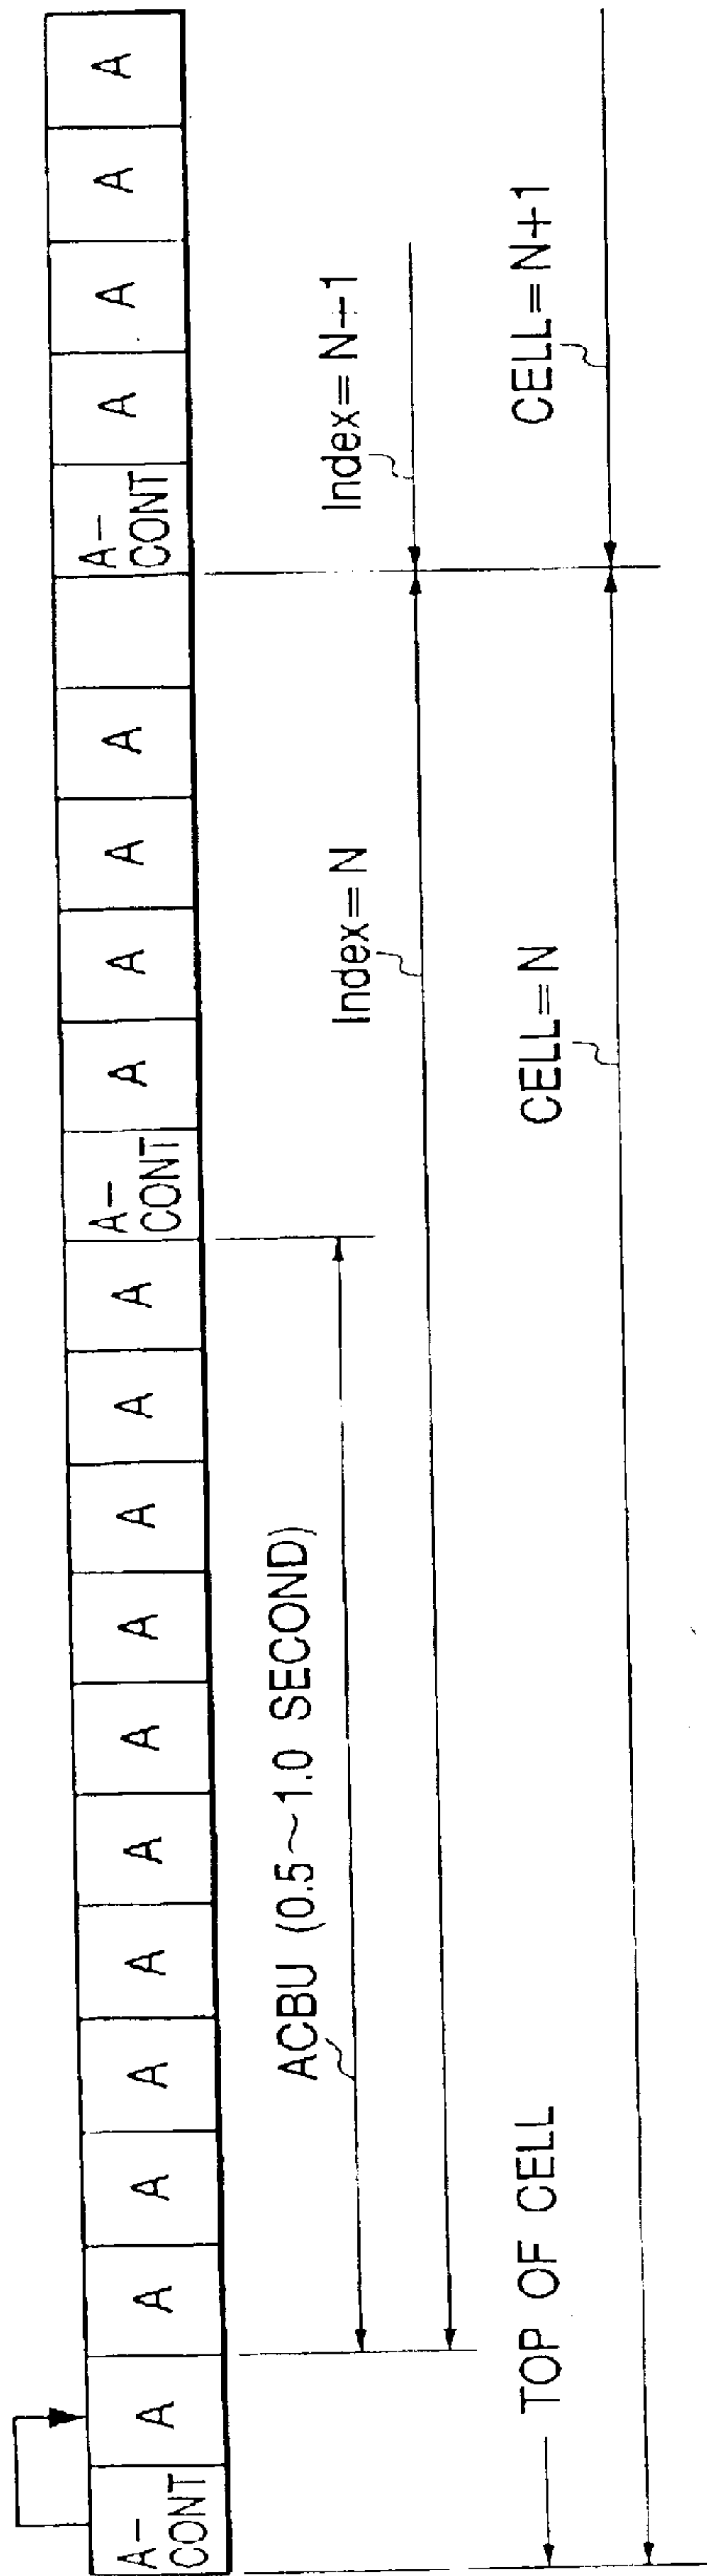 A-
CONT
A
A
A
A
A
A
A
A
A
A
A
A-
CONT
A
A
A
A
A-
CONT
A
A
A
A
ACBU (0.5~1.0 SECOND)
Index=N
Index=N+1
TOP OF CELL
CELL=N
CELL=N+1